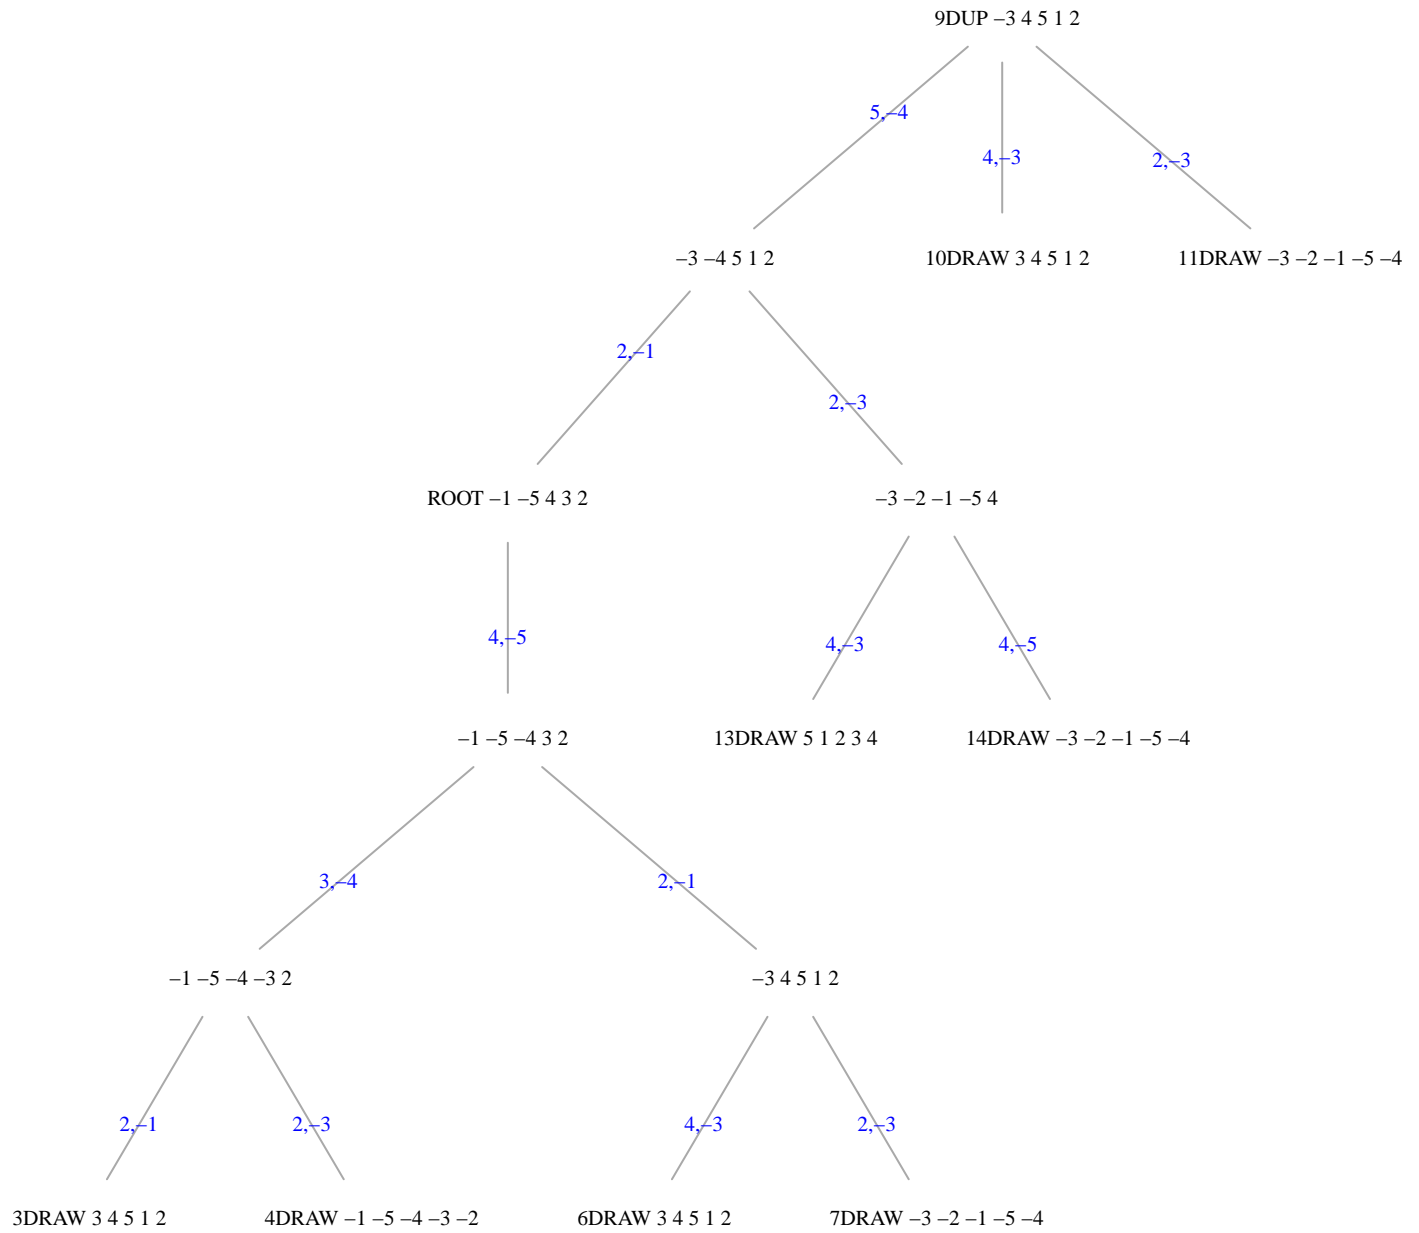 9DUP –3 4 5 1 2
5,–4
4,–3
2,–3
–3 –4 5 1 2
10DRAW 3 4 5 1 2
11DRAW –3 –2 –1 –5 –4
2,–1
2,–3
ROOT –1 –5 4 3 2
–3 –2 –1 –5 4
4,–5
4,–3
4,–5
–1 –5 –4 3 2
13DRAW 5 1 2 3 4
14DRAW –3 –2 –1 –5 –4
3,–4
2,–1
–1 –5 –4 –3 2
–3 4 5 1 2
2,–1
2,–3
4,–3
2,–3
3DRAW 3 4 5 1 2
4DRAW –1 –5 –4 –3 –2
6DRAW 3 4 5 1 2
7DRAW –3 –2 –1 –5 –4